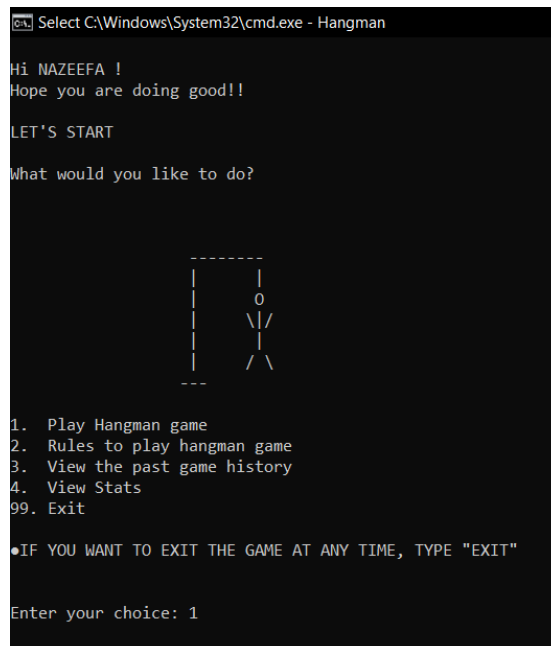 Select C:\Windows\System32\cmd.exe - Hangman
Hi NAZEEFA !
Hope you are doing good!!
LET'S START
What would you like to do?
--------
|      |
|      O
|     \|/
|      |
|     / \
---
1.  Play Hangman game
2.  Rules to play hangman game
3.  View the past game history
4.  View Stats
99. Exit
●IF YOU WANT TO EXIT THE GAME AT ANY TIME, TYPE "EXIT"
Enter your choice: 1